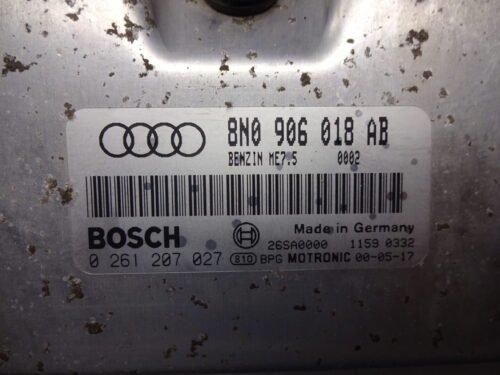 8N0 906 018 AB
BENZIN ME7.5 0002
BOSCH
Made in Germany
26SA0000 1159 0332
0 261 207 027 810 BPG MOTRONIC 00-05-17